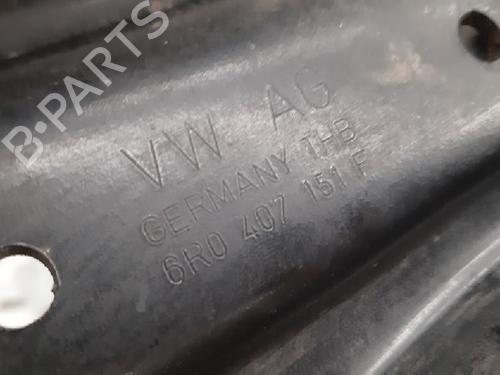 B-PARTS
VW. AG
GERMANY THB
6R0 407 151 F